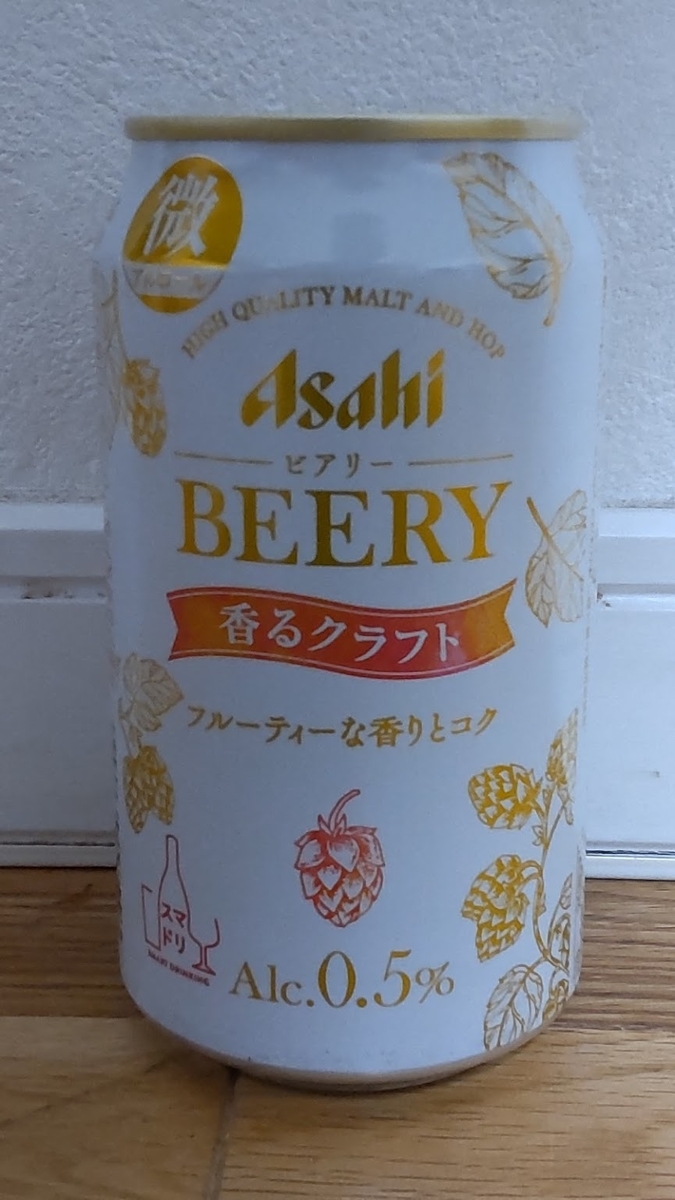 微
アルコール
HIGH QUALITY MALT AND HOP
Asahi
ビアリー
BEERY
香るクラフト
フルーティーな香りとコク
スマ
ドリ
SMART DRINKING
Alc.0.5%